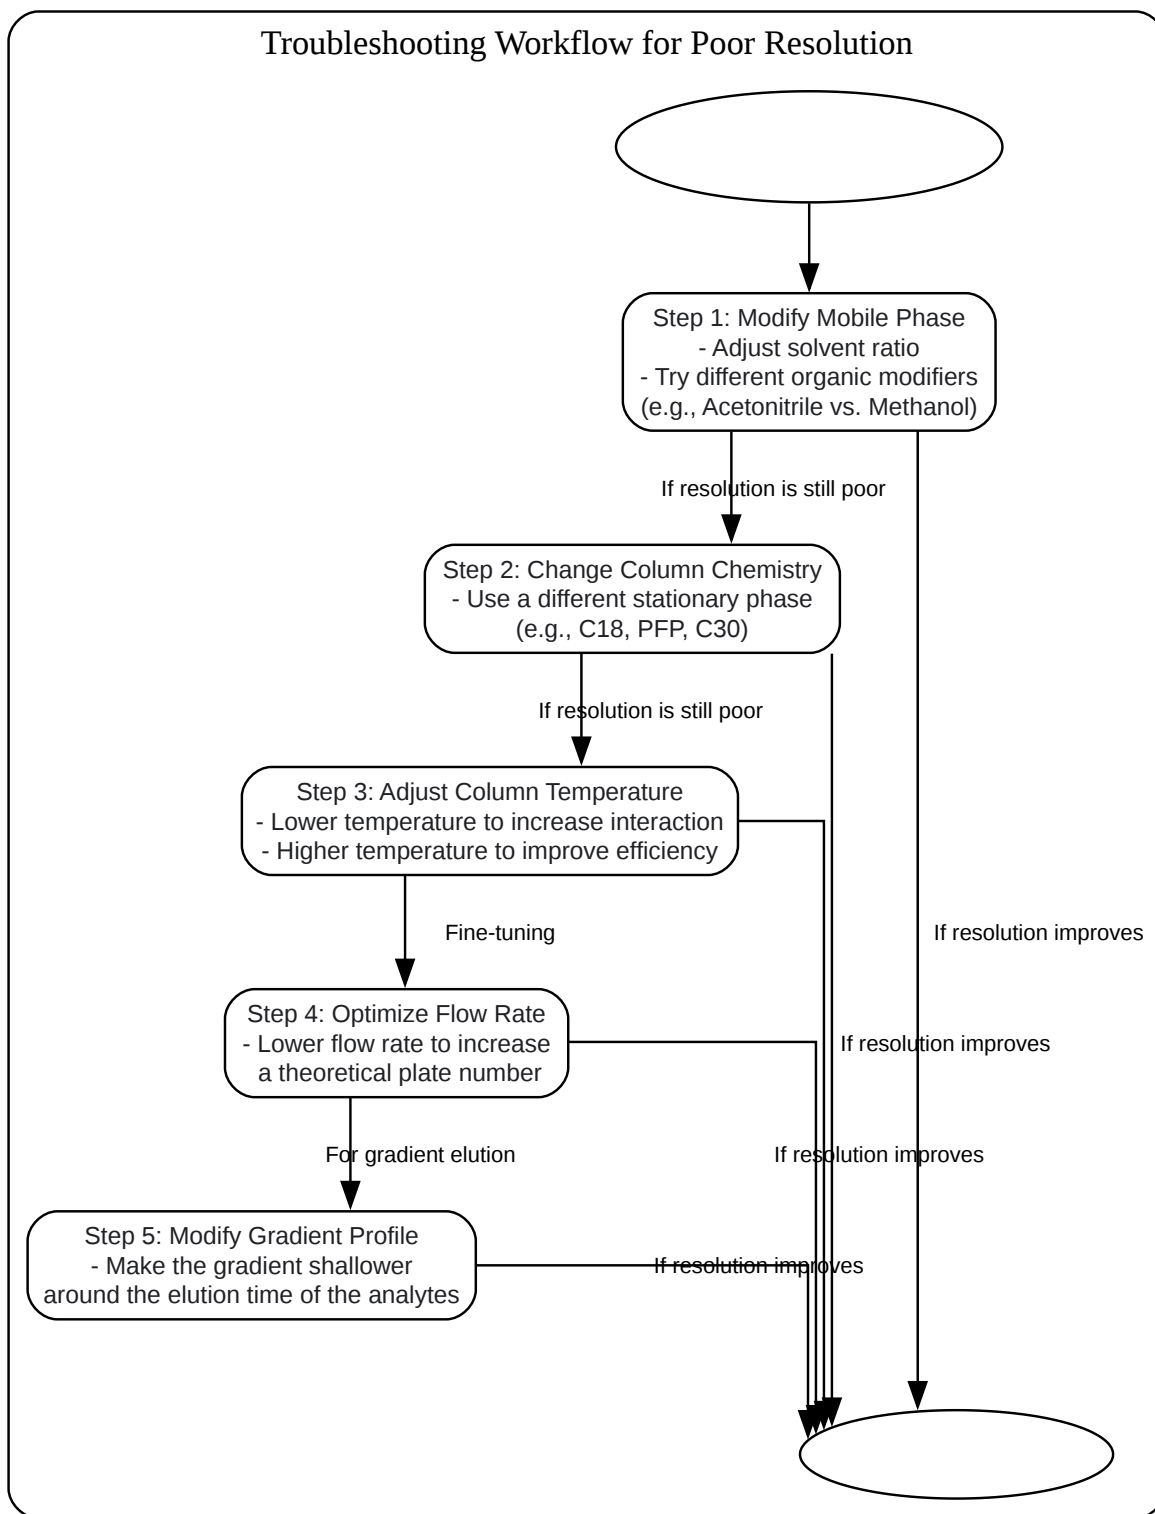 Troubleshooting Workflow for Poor Resolution
Step 1: Modify Mobile Phase
- Adjust solvent ratio
- Try different organic modifiers
(e.g., Acetonitrile vs. Methanol)
If resolution is still poor
Step 2: Change Column Chemistry
- Use a different stationary phase
(e.g., C18, PFP, C30)
If resolution is still poor
Step 3: Adjust Column Temperature
- Lower temperature to increase interaction
- Higher temperature to improve efficiency
Fine-tuning
If resolution improves
Step 4: Optimize Flow Rate
- Lower flow rate to increase
a theoretical plate number
If resolution improves
For gradient elution
If resolution improves
Step 5: Modify Gradient Profile
- Make the gradient shallower
around the elution time of the analytes
If resolution improves